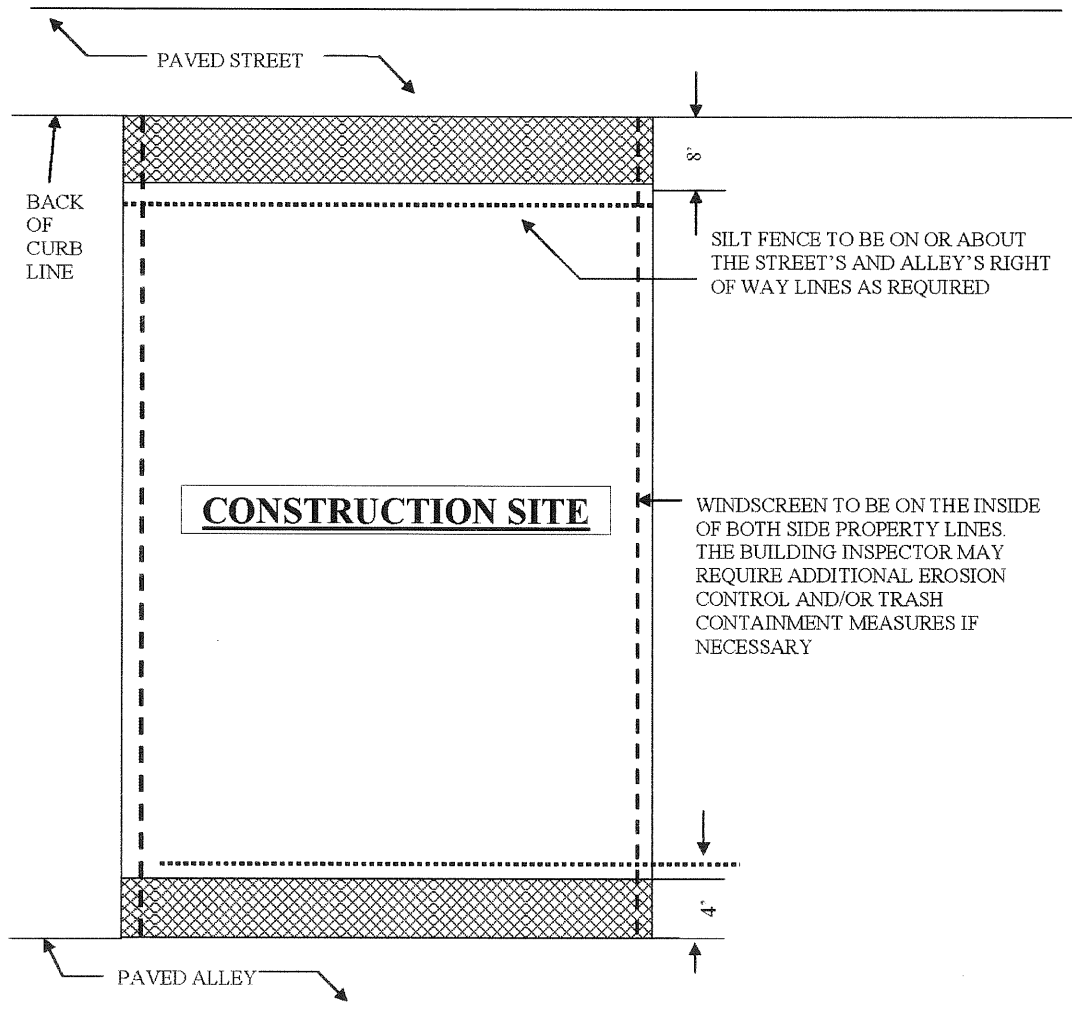 PAVED STREET
8'
BACK
OF
CURB
LINE
SILT FENCE TO BE ON OR ABOUT
THE STREET'S AND ALLEY'S RIGHT
OF WAY LINES AS REQUIRED
CONSTRUCTION SITE
WINDSCREEN TO BE ON THE INSIDE
OF BOTH SIDE PROPERTY LINES.
THE BUILDING INSPECTOR MAY
REQUIRE ADDITIONAL EROSION
CONTROL AND/OR TRASH
CONTAINMENT MEASURES IF
NECESSARY
4'
PAVED ALLEY